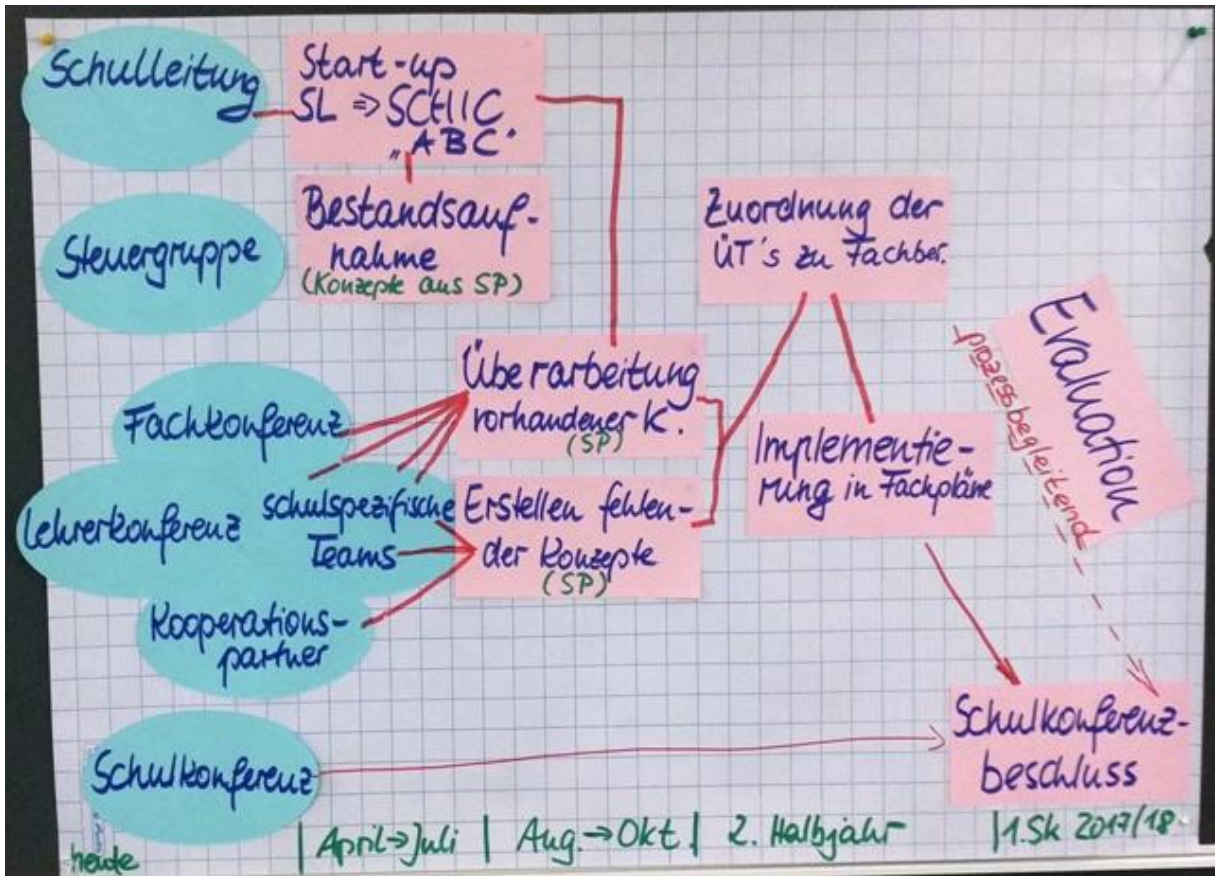 Schulleitung
Start-up
SL ⇒ SCHIC
„ABC"
Steuergruppe
Bestandsauf-
nahme
(Konzepte aus SP)
Zuordnung der
ÜT's zu Fachber.
Evaluation
prozessbegleitend
Fachkonferenz
Lehrerkonferenz
schulspezifische
Teams
Kooperations-
partner
Überarbeitung
vorhandener K.
(SP)
Erstellen fehlen-
der Konzepte
(SP)
Implementie-
rung in Fachpläne
Schulkonferenz
Schulkonferenz-
beschluss
heute
| April → Juli | Aug. → Okt | 2. Halbjahr | 1. SK 2017/18